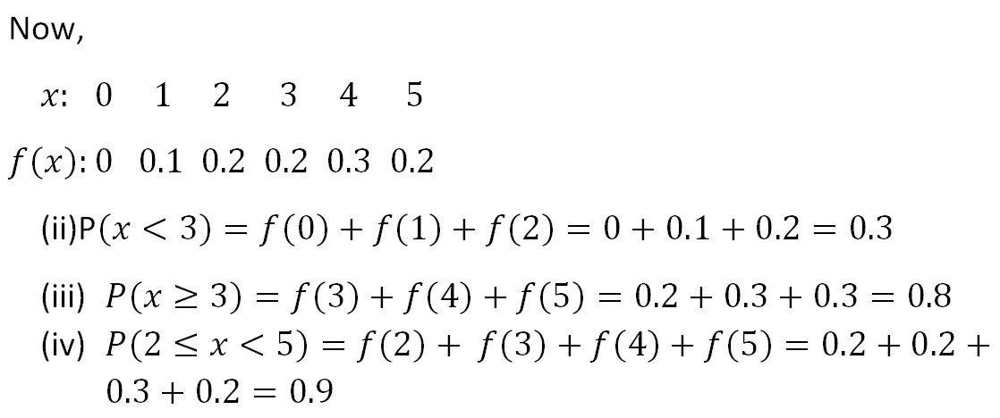 Now,
x: 0 1 2 3 4 5
f(x): 0 0.1 0.2 0.2 0.3 0.2
(ii)P(x < 3) = f(0) + f(1) + f(2) = 0 + 0.1 + 0.2 = 0.3
(iii) P(x ≥ 3) = f(3) + f(4) + f(5) = 0.2 + 0.3 + 0.3 = 0.8
(iv) P(2 ≤ x < 5) = f(2) + f(3) + f(4) + f(5) = 0.2 + 0.2 +
0.3 + 0.2 = 0.9